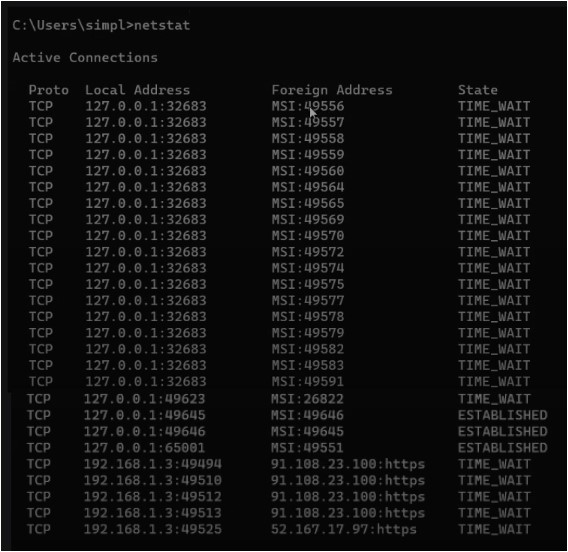 C:\Users\simpl>netstat
Active Connections
Proto Local Address Foreign Address State
TCP 127.0.0.1:32683 MSI:49556 TIME_WAIT
TCP 127.0.0.1:32683 MSI:49557 TIME_WAIT
TCP 127.0.0.1:32683 MSI:49558 TIME_WAIT
TCP 127.0.0.1:32683 MSI:49559 TIME_WAIT
TCP 127.0.0.1:32683 MSI:49560 TIME_WAIT
TCP 127.0.0.1:32683 MSI:49564 TIME_WAIT
TCP 127.0.0.1:32683 MSI:49565 TIME_WAIT
TCP 127.0.0.1:32683 MSI:49569 TIME_WAIT
TCP 127.0.0.1:32683 MSI:49570 TIME_WAIT
TCP 127.0.0.1:32683 MSI:49572 TIME_WAIT
TCP 127.0.0.1:32683 MSI:49574 TIME_WAIT
TCP 127.0.0.1:32683 MSI:49575 TIME_WAIT
TCP 127.0.0.1:32683 MSI:49577 TIME_WAIT
TCP 127.0.0.1:32683 MSI:49578 TIME_WAIT
TCP 127.0.0.1:32683 MSI:49579 TIME_WAIT
TCP 127.0.0.1:32683 MSI:49582 TIME_WAIT
TCP 127.0.0.1:32683 MSI:49583 TIME_WAIT
TCP 127.0.0.1:32683 MSI:49591 TIME_WAIT
TCP 127.0.0.1:49623 MSI:26822 TIME_WAIT
TCP 127.0.0.1:49645 MSI:49646 ESTABLISHED
TCP 127.0.0.1:49646 MSI:49645 ESTABLISHED
TCP 127.0.0.1:65001 MSI:49551 ESTABLISHED
TCP 192.168.1.3:49494 91.108.23.100:https TIME_WAIT
TCP 192.168.1.3:49510 91.108.23.100:https TIME_WAIT
TCP 192.168.1.3:49512 91.108.23.100:https TIME_WAIT
TCP 192.168.1.3:49513 91.108.23.100:https TIME_WAIT
TCP 192.168.1.3:49525 52.167.17.97:https TIME_WAIT